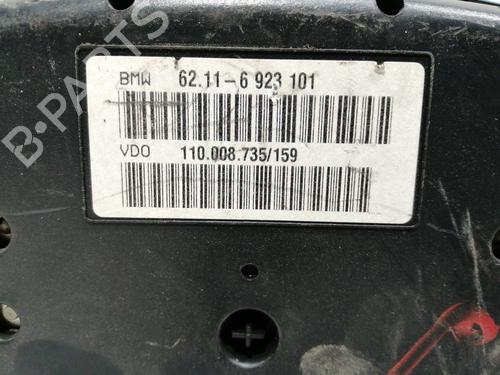 BMW 62.11-6 923 101
VDO 110.008.735/159
B-PARTS